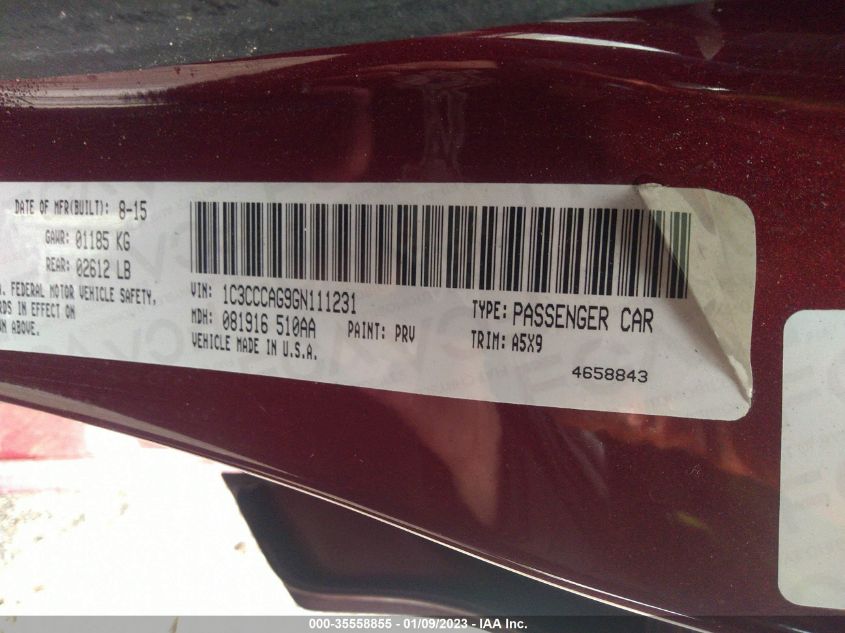 DATE OF MFR(BUILT): 8-15
GAWR: 01185 KG
REAR: 02612 LB
FEDERAL MOTOR VEHICLE SAFETY,
RDS IN EFFECT ON
WN ABOVE.
VIN: 1C3CCCAG9GN111231
MDH: 081916 510AA PAINT: PRV
VEHICLE MADE IN U.S.A.
TYPE: PASSENGER CAR
TRIM: A5X9
4658843
000-35558855 - 01/09/2023 - IAA Inc.